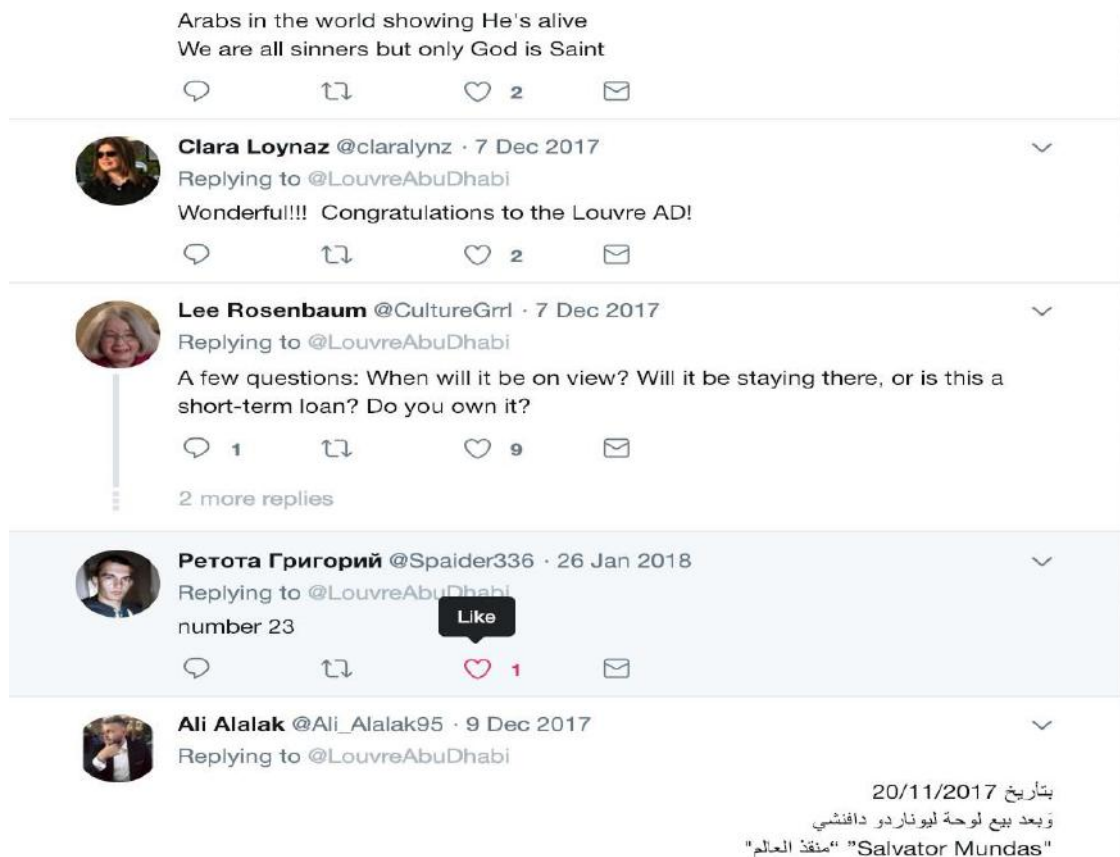 Arabs in the world showing He's alive
We are all sinners but only God is Saint
2
Clara Loynaz @claralynz · 7 Dec 2017
Replying to @LouvreAbuDhabi
Wonderful!!! Congratulations to the Louvre AD!
2
Lee Rosenbaum @CultureGrrl · 7 Dec 2017
Replying to @LouvreAbuDhabi
A few questions: When will it be on view? Will it be staying there, or is this a
short-term loan? Do you own it?
1 9
2 more replies
Ретота Григорий @Spaider336 · 26 Jan 2018
Replying to @LouvreAbuDhabi
number 23
Like
1
Ali Alalak @Ali_Alalak95 · 9 Dec 2017
Replying to @LouvreAbuDhabi
بتأريخ 20/11/2017
وَبعد بيع لوحة ليوناردو دافنشي
"Salvator Mundas" “منقذ العالم"